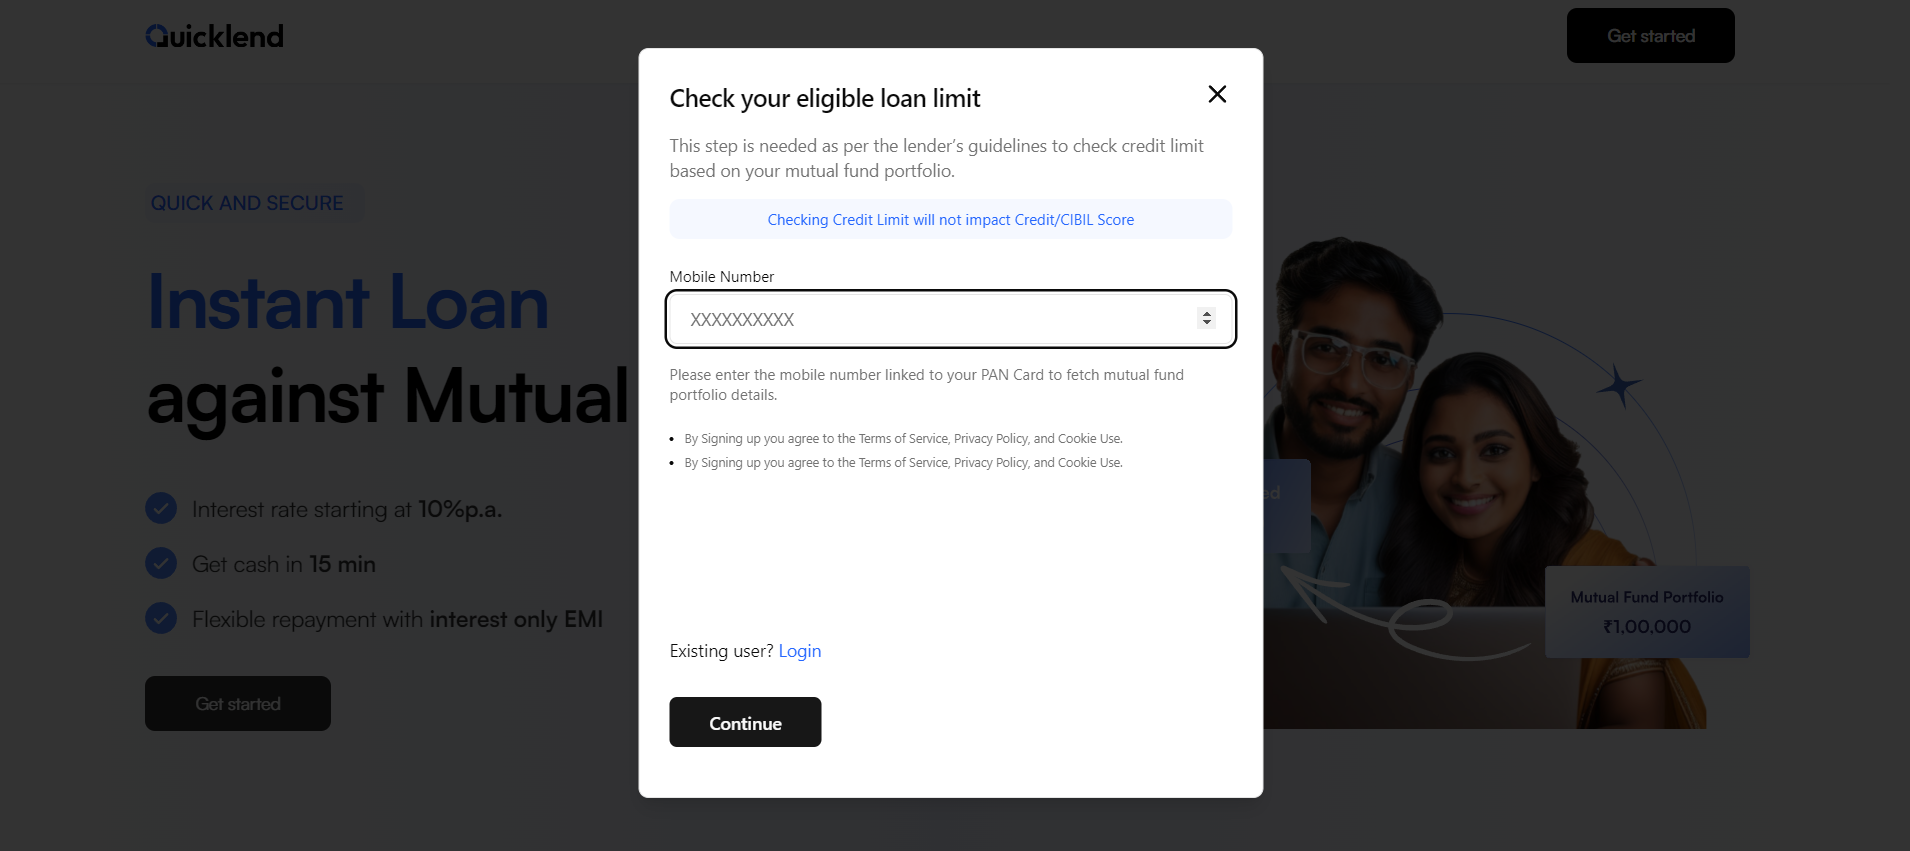 Quicklend
Get started
Check your eligible loan limit
This step is needed as per the lender’s guidelines to check credit limit
based on your mutual fund portfolio.
Checking Credit Limit will not impact Credit/CIBIL Score
Mobile Number
XXXXXXXXXX
Please enter the mobile number linked to your PAN Card to fetch mutual fund
portfolio details.
By Signing up you agree to the Terms of Service, Privacy Policy, and Cookie Use.
By Signing up you agree to the Terms of Service, Privacy Policy, and Cookie Use.
Existing user? Login
Continue
QUICK AND SECURE
Instant Loan
against Mutual
Interest rate starting at 10%p.a.
Get cash in 15 min
Flexible repayment with interest only EMI
Get started
Mutual Fund Portfolio
₹1,00,000